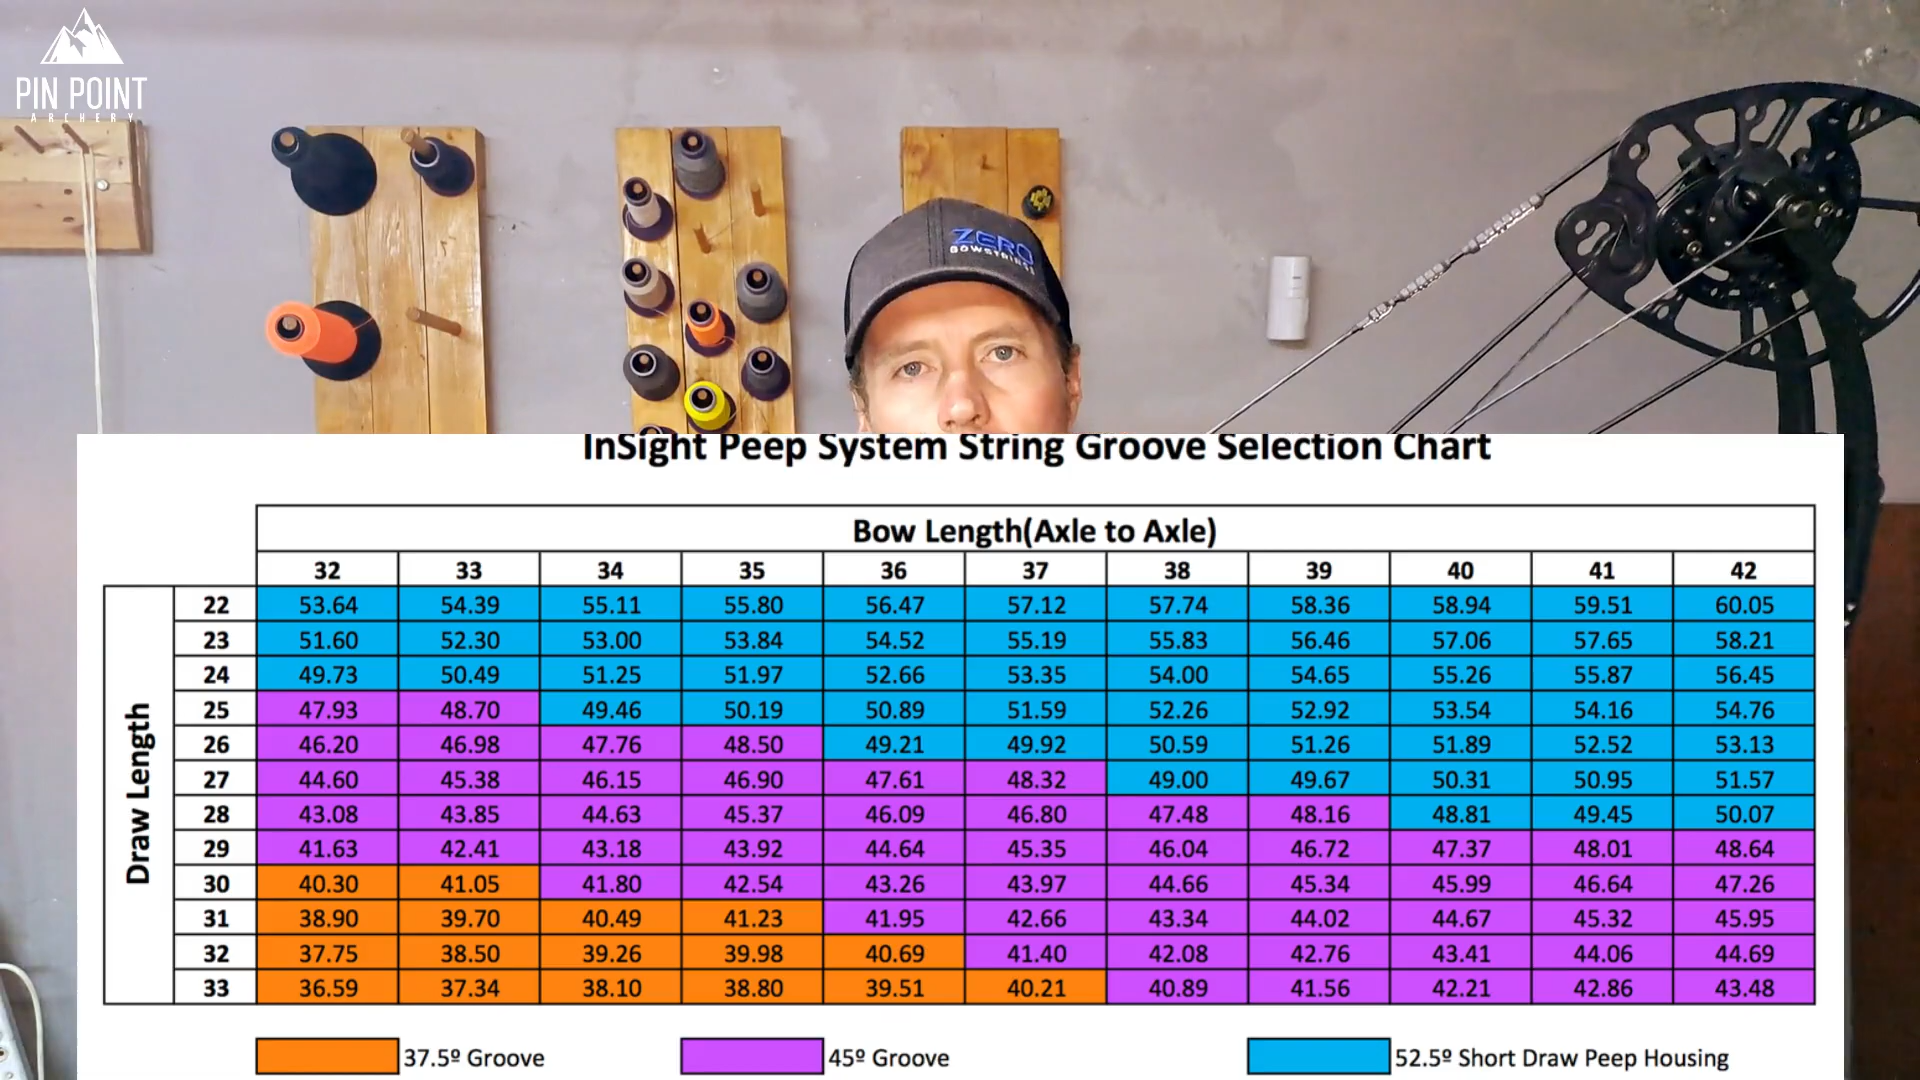 PIN POINT
ARCHERY
ZERO
BOWSTRINGS
InSight Peep System String Groove Selection Chart
Bow Length(Axle to Axle)
32 33 34 35 36 37 38 39 40 41 42
Draw Length
22 53.64 54.39 55.11 55.80 56.47 57.12 57.74 58.36 58.94 59.51 60.05
23 51.60 52.30 53.00 53.84 54.52 55.19 55.83 56.46 57.06 57.65 58.21
24 49.73 50.49 51.25 51.97 52.66 53.35 54.00 54.65 55.26 55.87 56.45
25 47.93 48.70 49.46 50.19 50.89 51.59 52.26 52.92 53.54 54.16 54.76
26 46.20 46.98 47.76 48.50 49.21 49.92 50.59 51.26 51.89 52.52 53.13
27 44.60 45.38 46.15 46.90 47.61 48.32 49.00 49.67 50.31 50.95 51.57
28 43.08 43.85 44.63 45.37 46.09 46.80 47.48 48.16 48.81 49.45 50.07
29 41.63 42.41 43.18 43.92 44.64 45.35 46.04 46.72 47.37 48.01 48.64
30 40.30 41.05 41.80 42.54 43.26 43.97 44.66 45.34 45.99 46.64 47.26
31 38.90 39.70 40.49 41.23 41.95 42.66 43.34 44.02 44.67 45.32 45.95
32 37.75 38.50 39.26 39.98 40.69 41.40 42.08 42.76 43.41 44.06 44.69
33 36.59 37.34 38.10 38.80 39.51 40.21 40.89 41.56 42.21 42.86 43.48
37.5º Groove 45º Groove 52.5º Short Draw Peep Housing